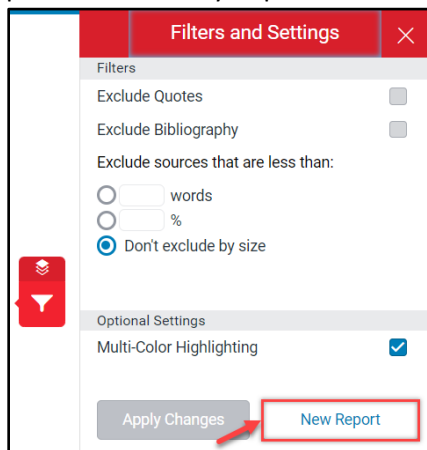 Filters and Settings
Filters
Exclude Quotes
Exclude Bibliography
Exclude sources that are less than:
words
%
Don't exclude by size
Optional Settings
Multi-Color Highlighting
Apply Changes New Report